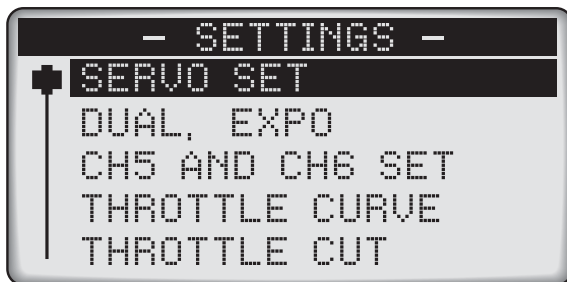 — SETTINGS —
SERVO SET
DUAL, EXPO
CH5 AND CH6 SET
THROTTLE CURVE
THROTTLE CUT